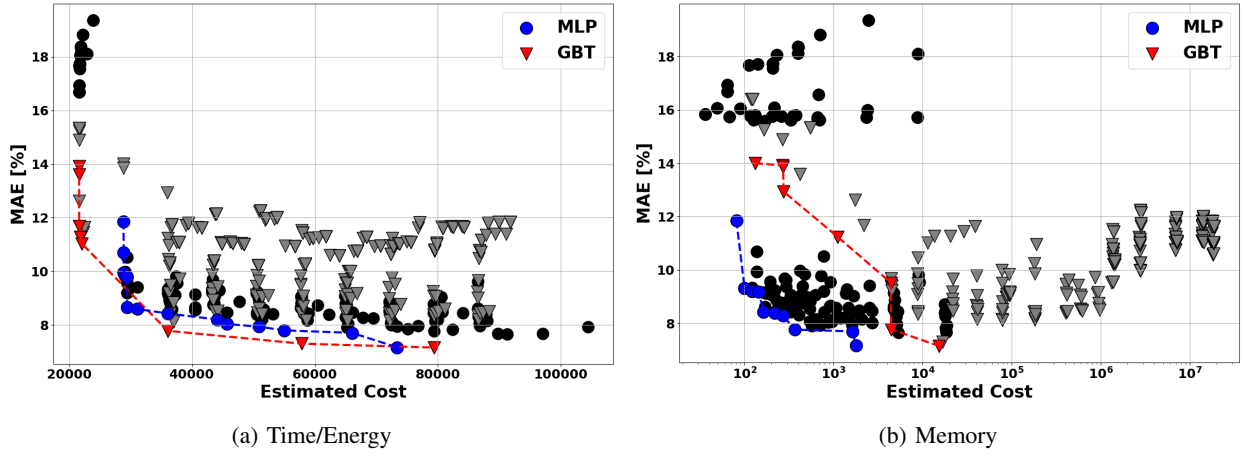 MLP
GBT
MAE [%]
18
16
14
12
10
8
20000 40000 60000 80000 100000
Estimated Cost
(a) Time/Energy
MLP
GBT
MAE [%]
18
16
14
12
10
8
10² 10³ 10⁴ 10⁵ 10⁶ 10⁷
Estimated Cost
(b) Memory